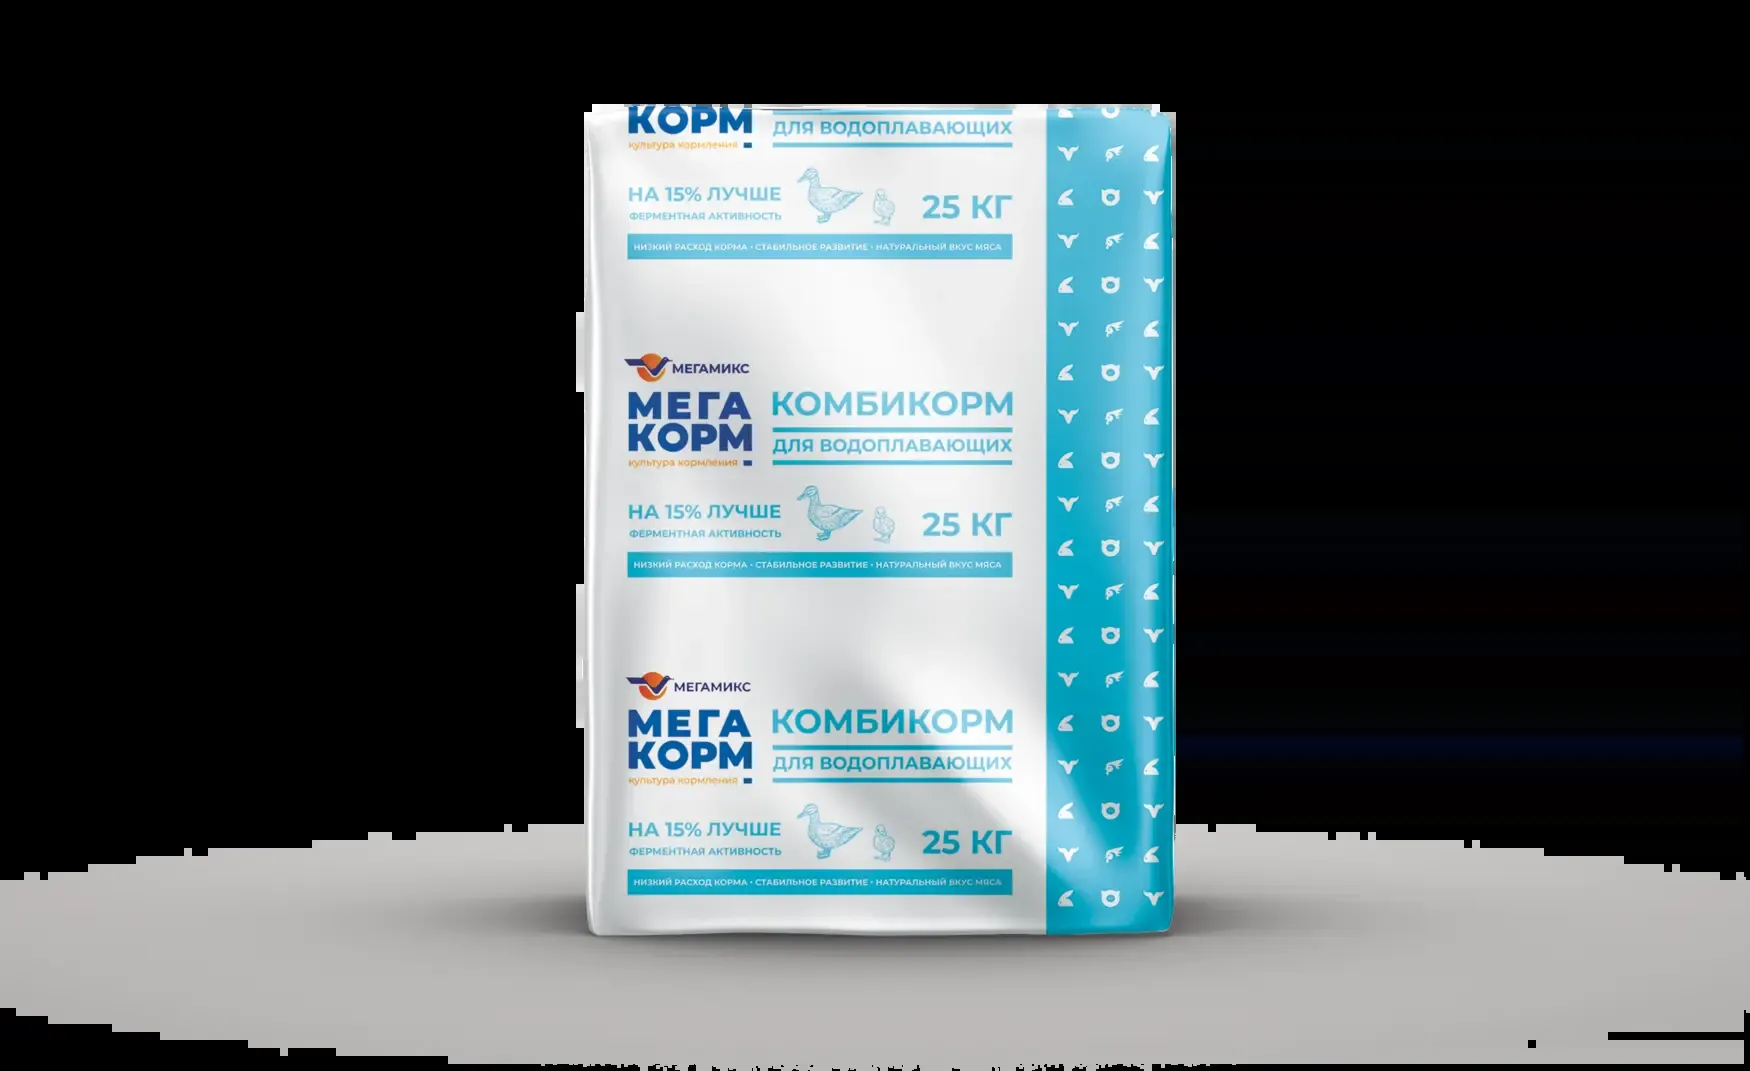 КОРМ
ДЛЯ ВОДОПЛАВАЮЩИХ
культура кормления
НА 15% ЛУЧШЕ
ФЕРМЕНТНАЯ АКТИВНОСТЬ
25 КГ
НИЗКИЙ РАСХОД КОРМА • СТАБИЛЬНОЕ РАЗВИТИЕ • НАТУРАЛЬНЫЙ ВКУС МЯСА
МЕГАМИКС
МЕГА
КОРМ
культура кормления
КОМБИКОРМ
ДЛЯ ВОДОПЛАВАЮЩИХ
НА 15% ЛУЧШЕ
ФЕРМЕНТНАЯ АКТИВНОСТЬ
25 КГ
НИЗКИЙ РАСХОД КОРМА • СТАБИЛЬНОЕ РАЗВИТИЕ • НАТУРАЛЬНЫЙ ВКУС МЯСА
МЕГАМИКС
МЕГА
КОРМ
культура кормления
КОМБИКОРМ
ДЛЯ ВОДОПЛАВАЮЩИХ
НА 15% ЛУЧШЕ
ФЕРМЕНТНАЯ АКТИВНОСТЬ
25 КГ
НИЗКИЙ РАСХОД КОРМА • СТАБИЛЬНОЕ РАЗВИТИЕ • НАТУРАЛЬНЫЙ ВКУС МЯСА